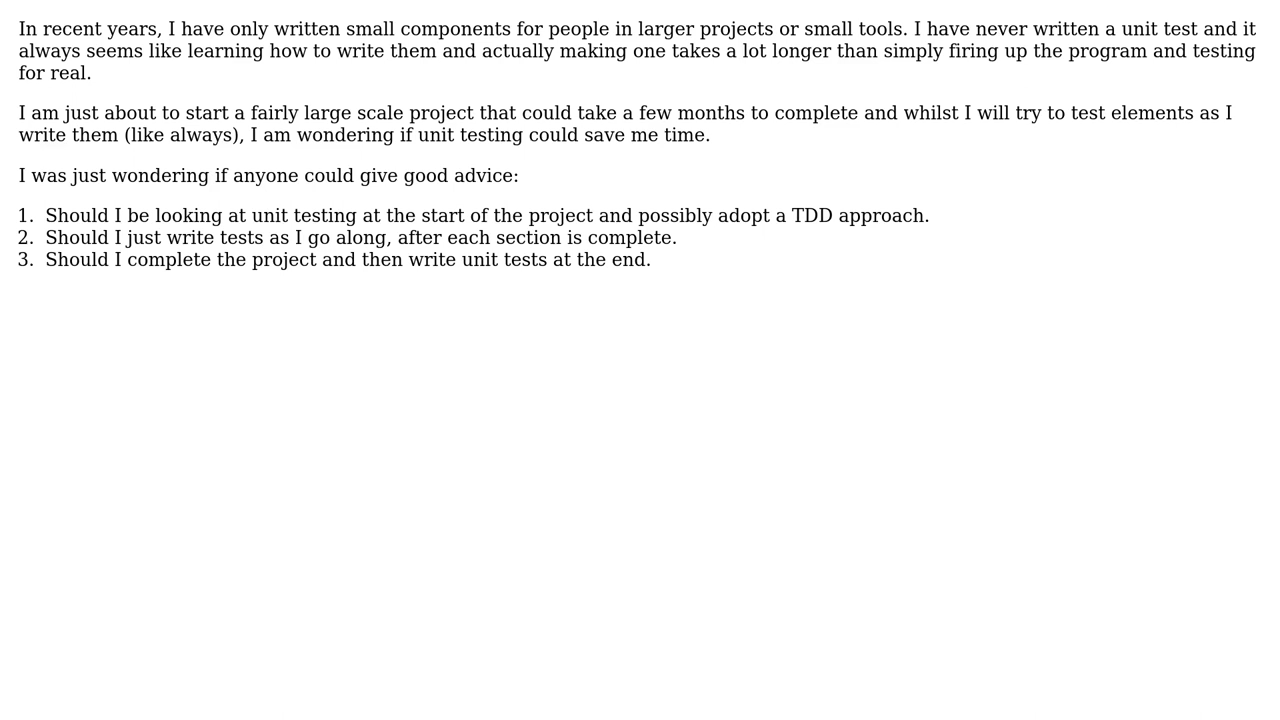 In recent years, I have only written small components for people in larger projects or small tools. I have never written a unit test and it
always seems like learning how to write them and actually making one takes a lot longer than simply firing up the program and testing
for real.
I am just about to start a fairly large scale project that could take a few months to complete and whilst I will try to test elements as I
write them (like always), I am wondering if unit testing could save me time.
I was just wondering if anyone could give good advice:
1. Should I be looking at unit testing at the start of the project and possibly adopt a TDD approach.
2. Should I just write tests as I go along, after each section is complete.
3. Should I complete the project and then write unit tests at the end.